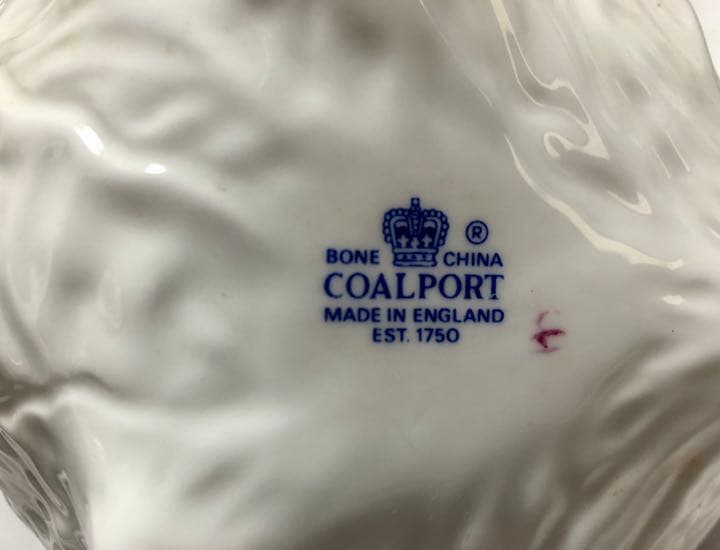 ®
BONE CHINA
COALPORT
MADE IN ENGLAND
EST. 1750